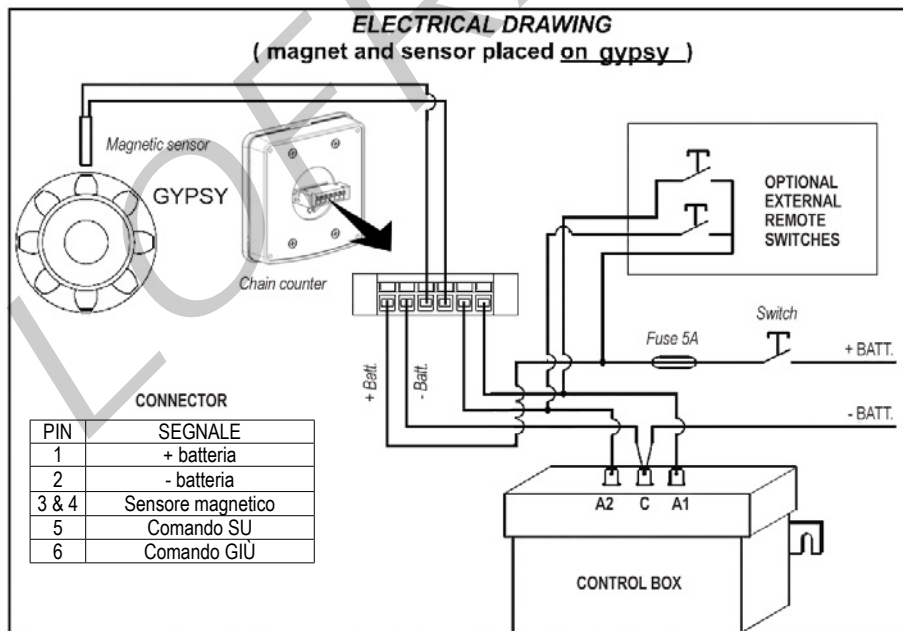 ELECTRICAL DRAWING
( magnet and sensor placed on gypsy )
Magnetic sensor
GYPSY
Chain counter
OPTIONAL
EXTERNAL
REMOTE
SWITCHES
Fuse 5A
Switch
+ BATT.
- BATT.
+ Batt.
- Batt.
CONNECTOR
PIN SEGNALE
1 + batteria
2 - batteria
3 & 4 Sensore magnetico
5 Comando SU
6 Comando GIÙ
A2 C A1
CONTROL BOX